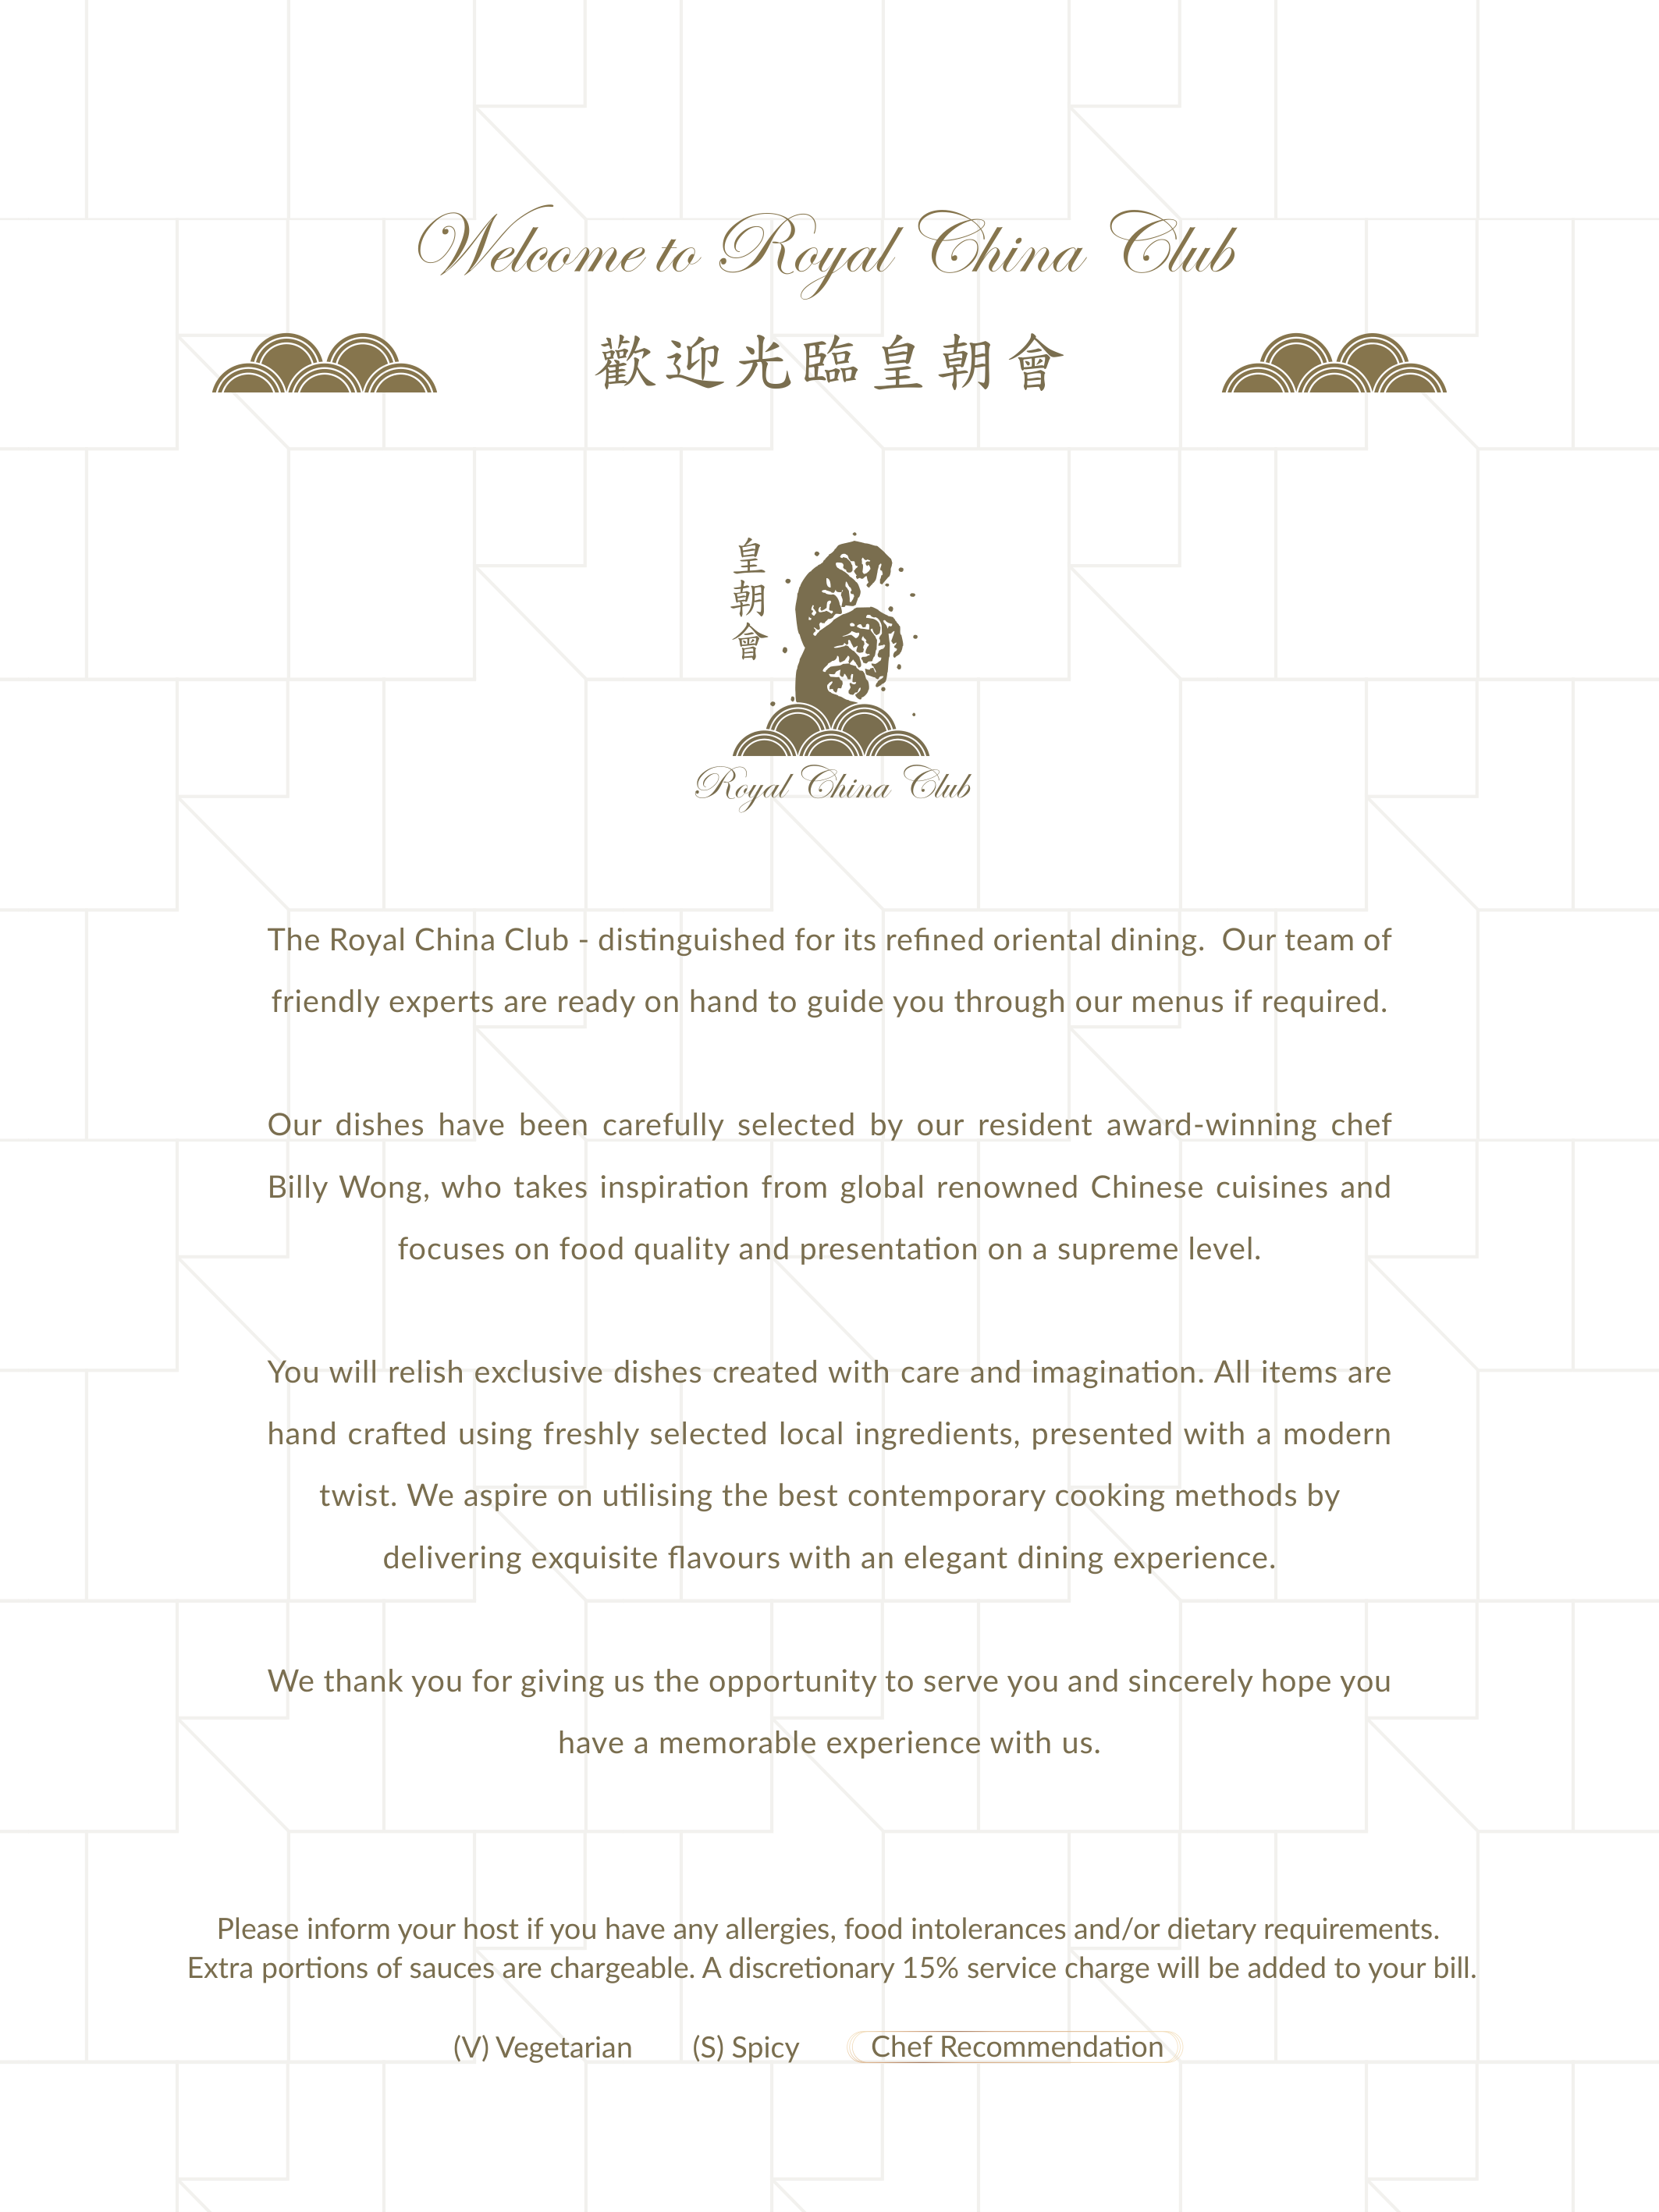 Welcome to Royal China Club
歡迎光臨皇朝會
皇
朝
會
Royal China Club
The Royal China Club - distinguished for its refined oriental dining.  Our team of
friendly experts are ready on hand to guide you through our menus if required.
Our dishes have been carefully selected by our resident award-winning chef
Billy Wong, who takes inspiration from global renowned Chinese cuisines and
focuses on food quality and presentation on a supreme level.
You will relish exclusive dishes created with care and imagination. All items are
hand crafted using freshly selected local ingredients, presented with a modern
twist. We aspire on utilising the best contemporary cooking methods by
delivering exquisite flavours with an elegant dining experience.
We thank you for giving us the opportunity to serve you and sincerely hope you
have a memorable experience with us.
Please inform your host if you have any allergies, food intolerances and/or dietary requirements.
Extra portions of sauces are chargeable. A discretionary 15% service charge will be added to your bill.
(V) Vegetarian (S) Spicy Chef Recommendation